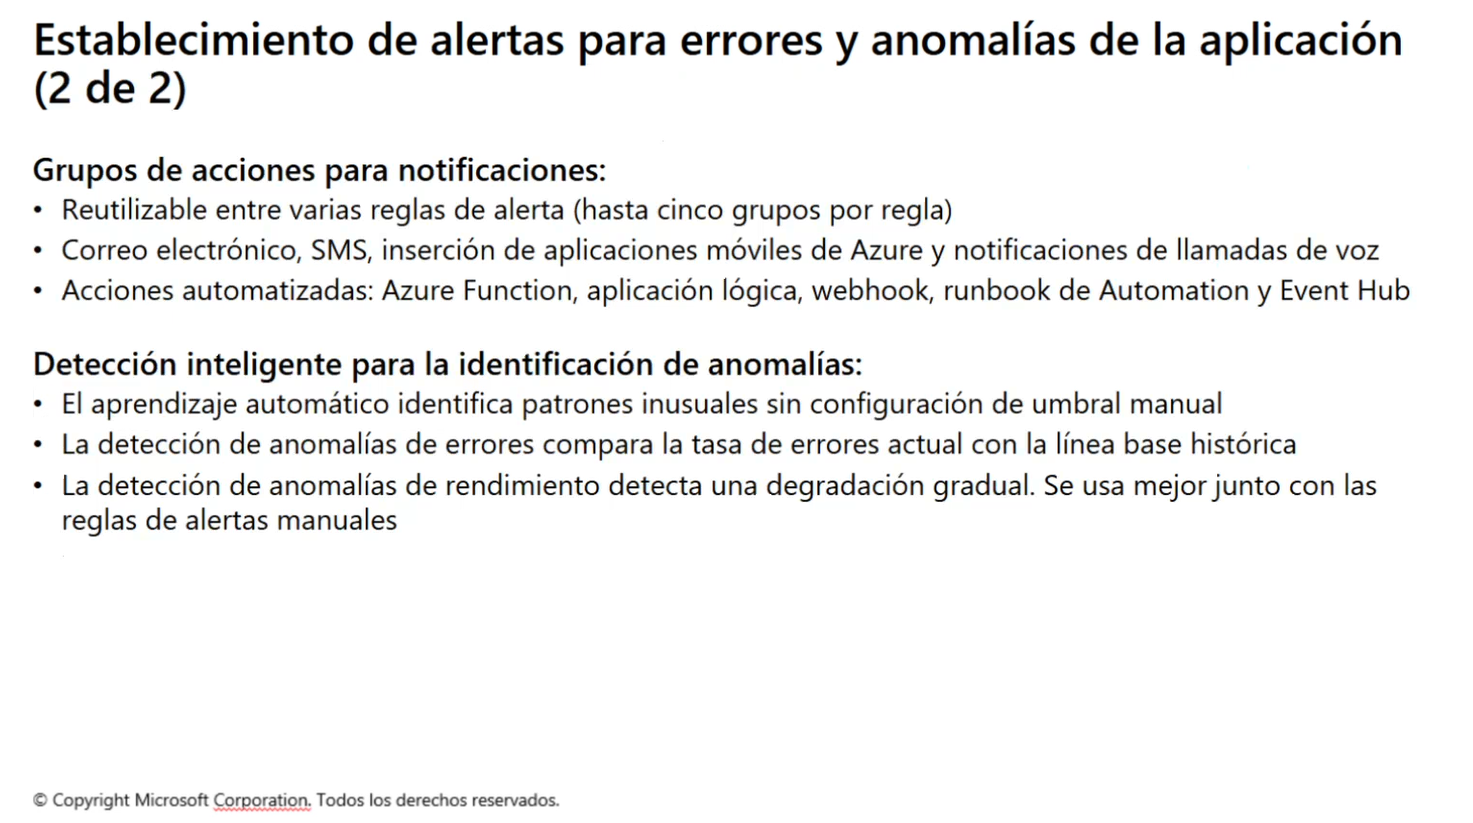 Establecimiento de alertas para errores y anomalías de la aplicación
(2 de 2)
Grupos de acciones para notificaciones:
• Reutilizable entre varias reglas de alerta (hasta cinco grupos por regla)
• Correo electrónico, SMS, inserción de aplicaciones móviles de Azure y notificaciones de llamadas de voz
• Acciones automatizadas: Azure Function, aplicación lógica, webhook, runbook de Automation y Event Hub
Detección inteligente para la identificación de anomalías:
• El aprendizaje automático identifica patrones inusuales sin configuración de umbral manual
• La detección de anomalías de errores compara la tasa de errores actual con la línea base histórica
• La detección de anomalías de rendimiento detecta una degradación gradual. Se usa mejor junto con las
reglas de alertas manuales
© Copyright Microsoft Corporation. Todos los derechos reservados.